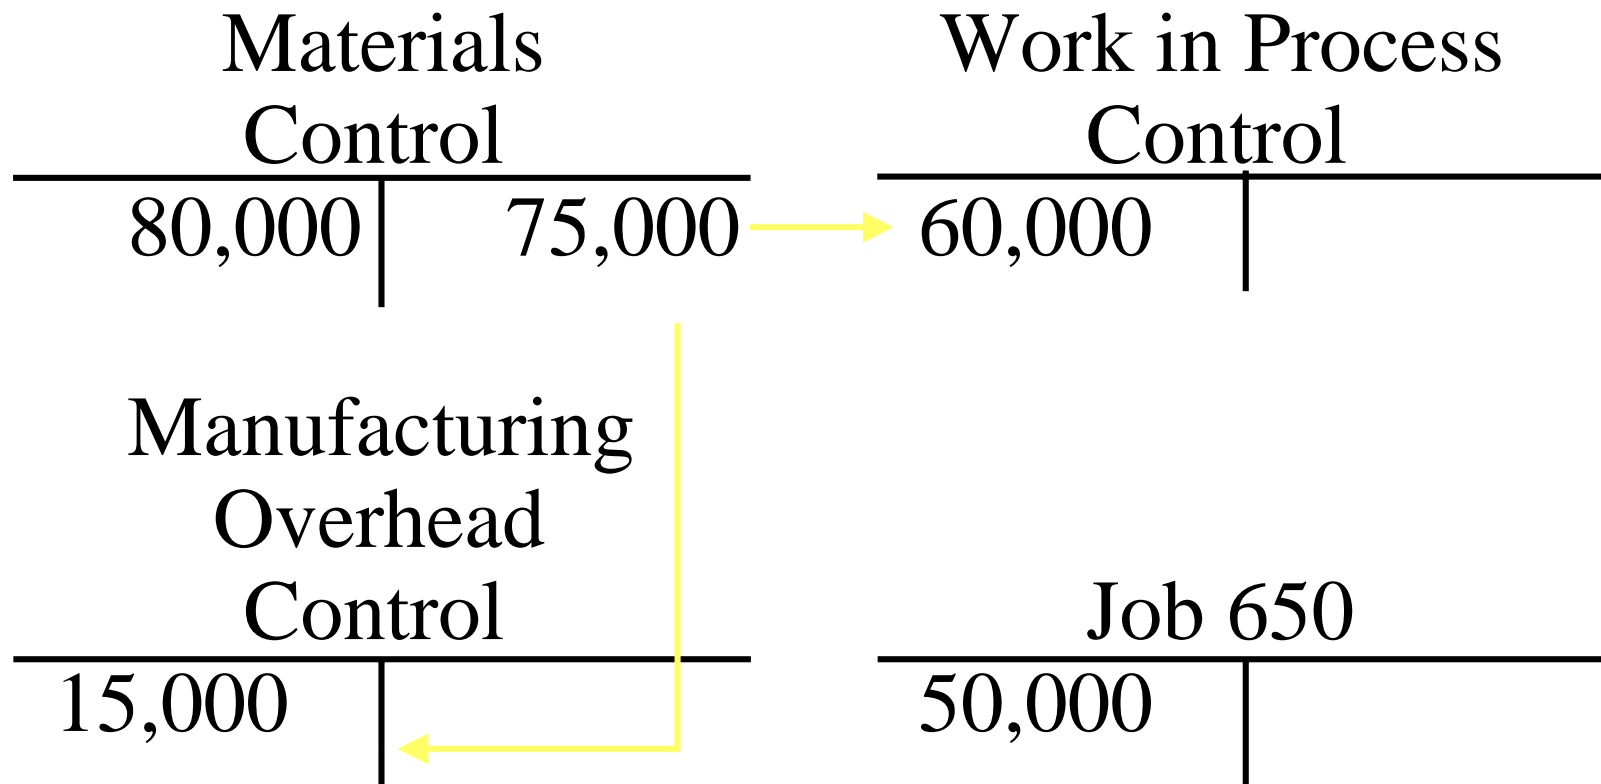 Materials
Control
80,000 75,000
Work in Process
Control
60,000
Manufacturing
Overhead
Control
15,000
Job 650
50,000